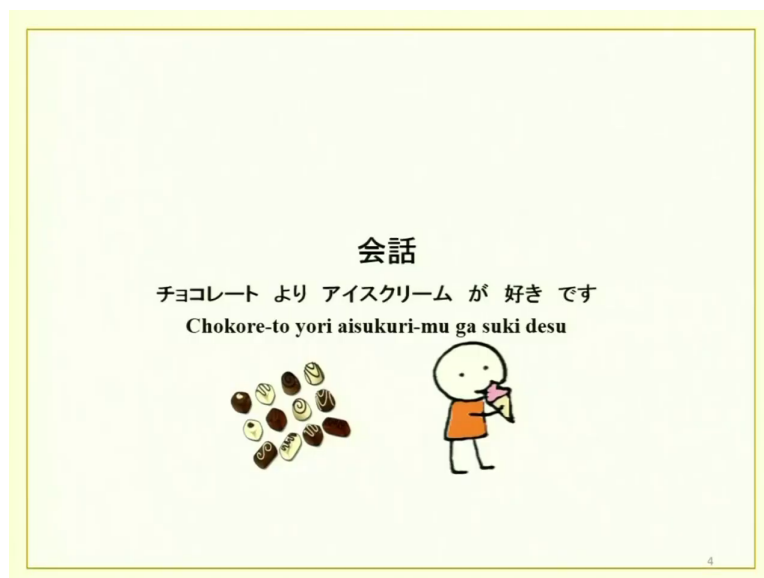 会話
チョコレート より アイスクリーム が 好き です
Chokore-to yori aisukuri-mu ga suki desu
4